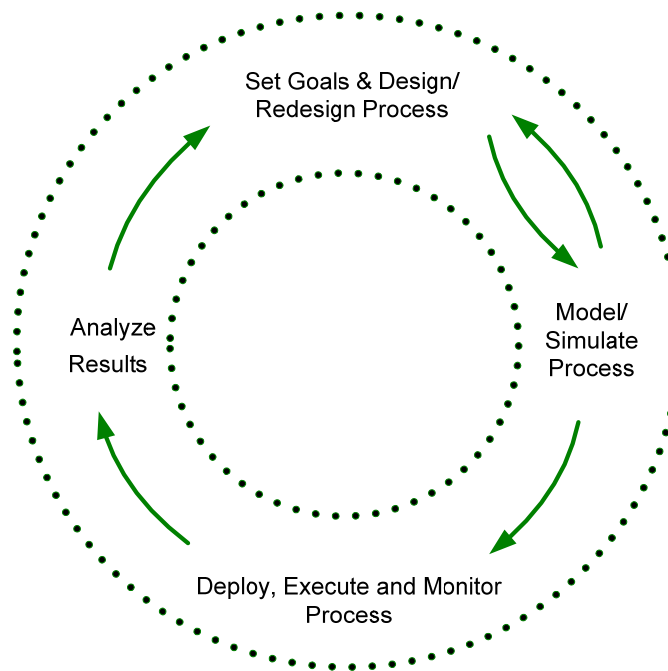 Set Goals & Design/
Redesign Process
Model/
Simulate
Process
Analyze
Results
Deploy, Execute and Monitor
Process